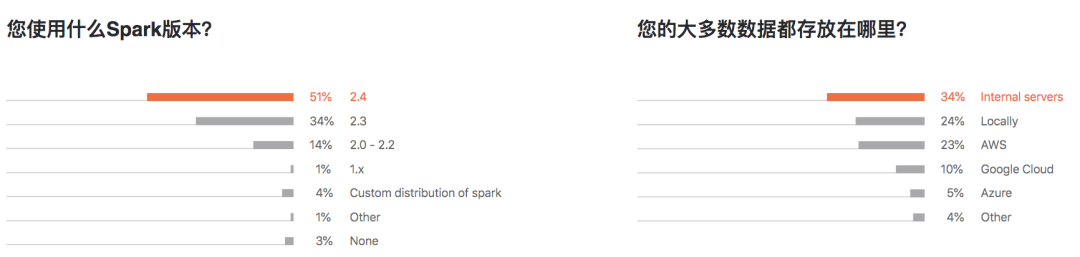 您使用什么Spark版本?
51% 2.4
34% 2.3
14% 2.0 - 2.2
1% 1.x
4% Custom distribution of spark
1% Other
3% None
您的大多数数据都存放在哪里?
34% Internal servers
24% Locally
23% AWS
10% Google Cloud
5% Azure
4% Other